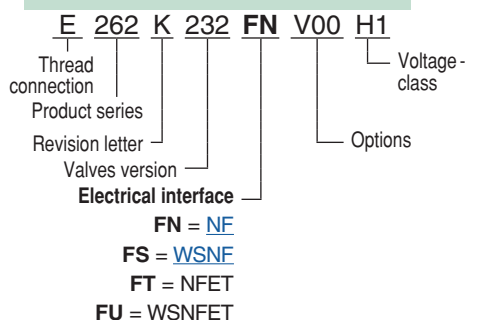 E 262 K 232 FN V00 H1
Thread
connection
Voltage -
class
Product series
Revision letter
Options
Valves version
Electrical interface
FN = NF
FS = WSNF
FT = NFET
FU = WSNFET